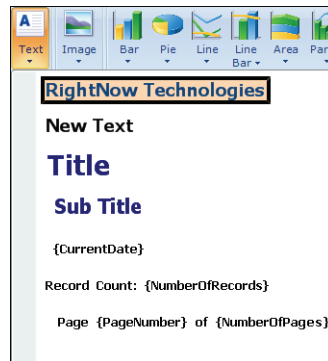 A
Text
Image
Bar
Pie
Line
Line
Bar
Area
RightNow Technologies
New Text
Title
Sub Title
{CurrentDate}
Record Count: {NumberOfRecords}
Page {PageNumber} of {NumberOfPages}